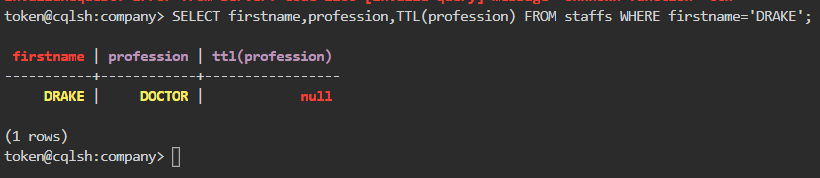 token@cqlsh:company> SELECT firstname,profession,TTL(profession) FROM staffs WHERE firstname='DRAKE';
firstname | profession | ttl(profession)
-----------+------------+-----------------
DRAKE | DOCTOR | null
(1 rows)
token@cqlsh:company>